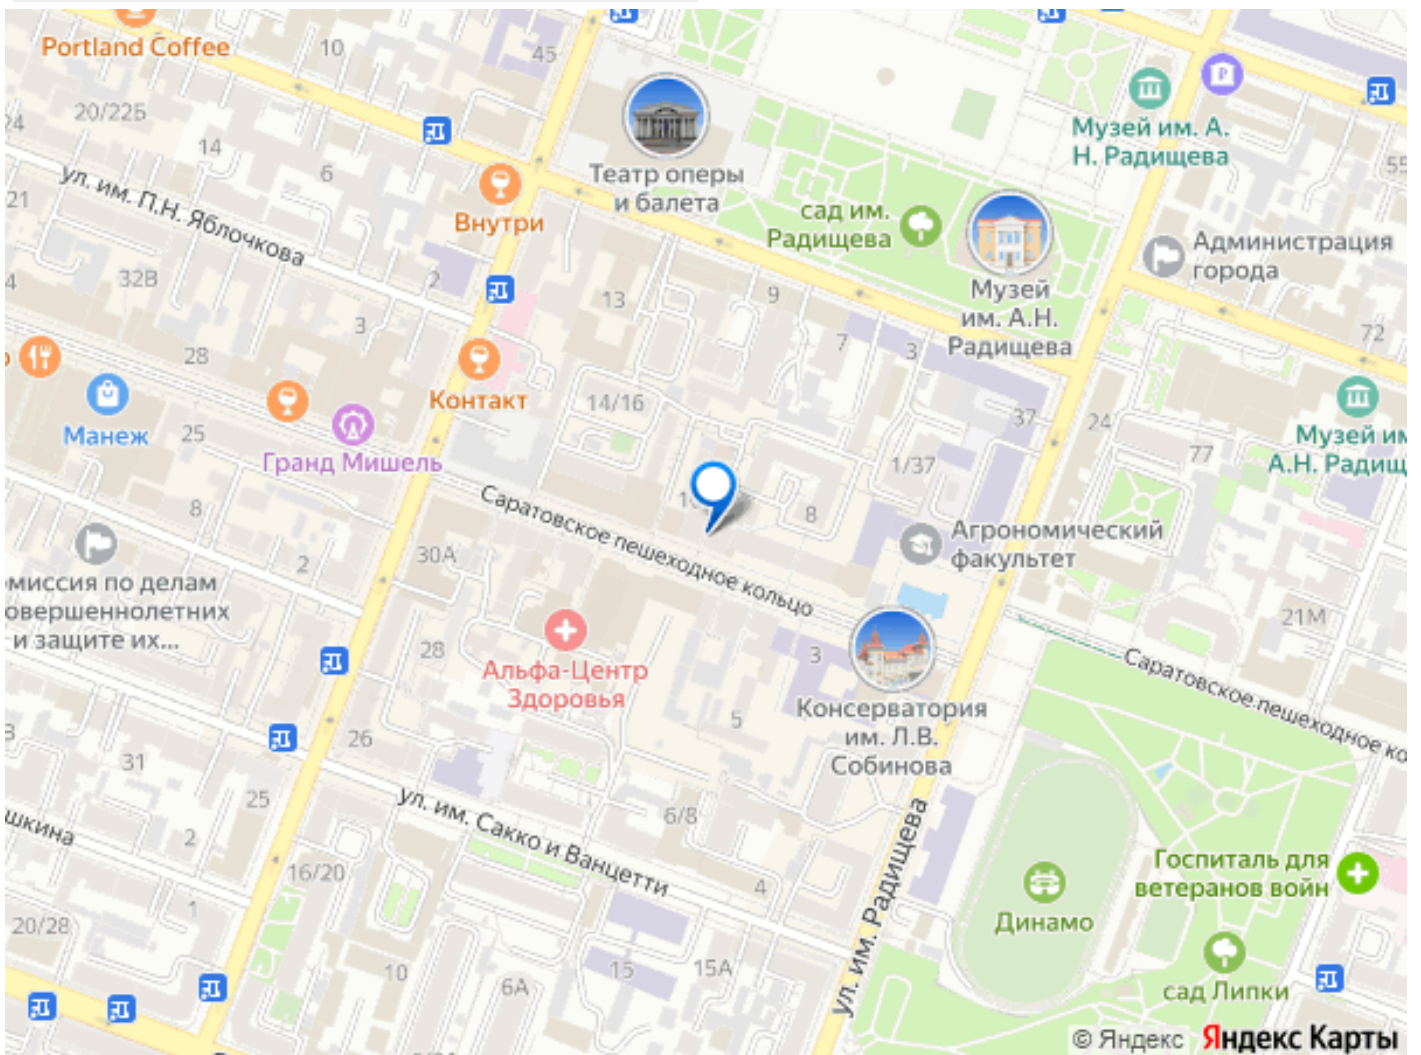 Portland Coffee
10
45
20/22Б
24
14
6
ул. им. П.Н. Яблочкова
21
Внутри
Театр оперы
и балета
сад им.
Радищева
Музей им. А.
Н. Радищева
55
Администрация
города
Музей
им. А.Н.
Радищева
32В
2
4
3
13
9
7
3
72
28
Манеж
25
Контакт
Гранд Мишель
14/16
37
24
77
1/37
Музей им
А.Н. Радищ
8
Саратовское пешеходное кольцо
10
8
Агрономический
факультет
30А
2
миссия по делам
овершеннолетних
и защите их...
28
Альфа-Центр
Здоровья
3
21М
Консерватория
им. Л.В.
Собинова
Саратовское пешеходное ко
5
26
31
25
ул. им. Сакко и Ванцетти
6/8
шкина
2
16/20
4
ул. им. Радищева
Госпиталь для
ветеранов войн
Динамо
1
20/28
10
6А
15
15А
сад Липки
© Яндекс Яндекс Карты